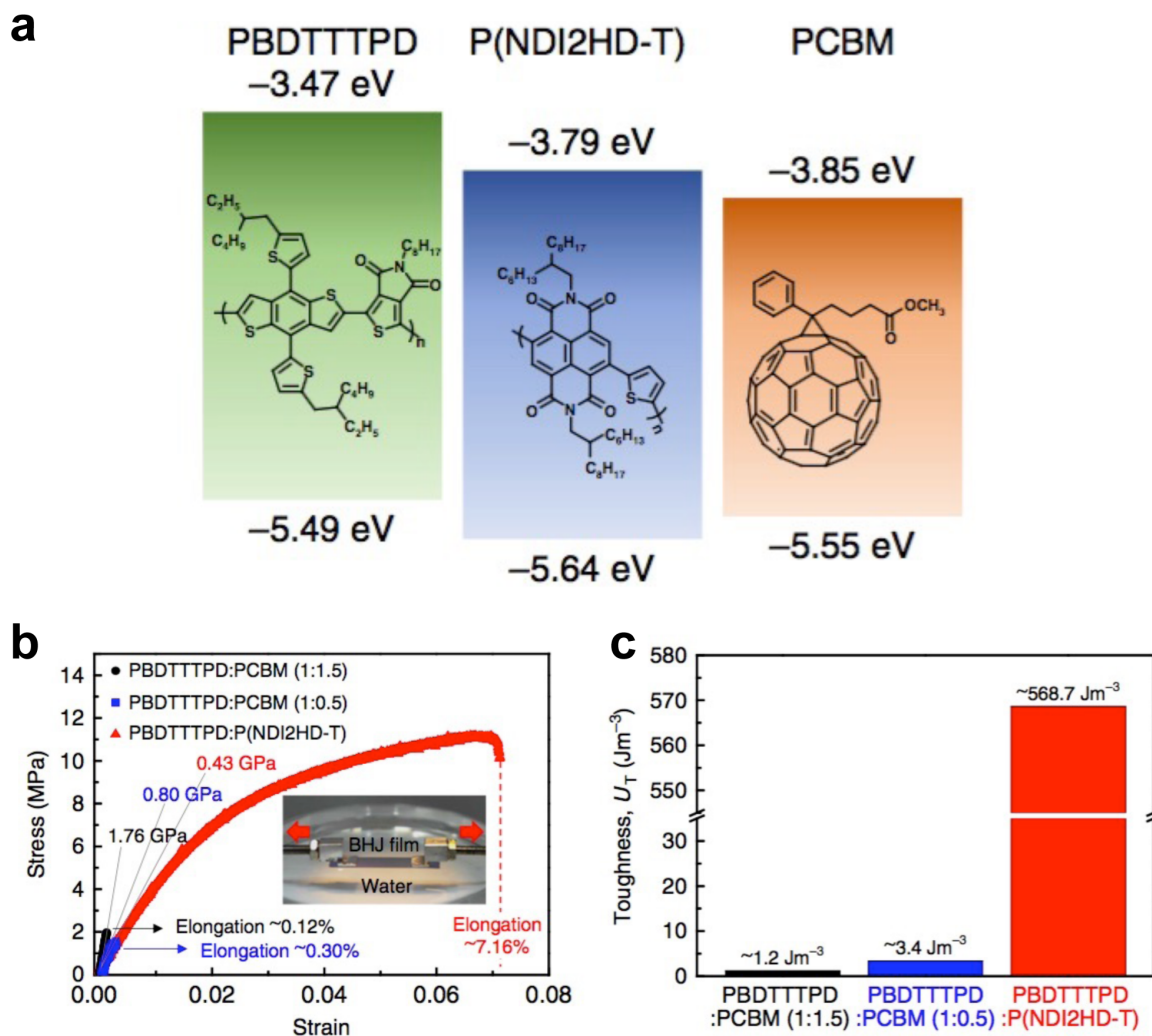 a
PBDTTTPD P(NDI2HD-T) PCBM
–3.47 eV
–3.79 eV
–3.85 eV
C₂H₅
C₄H₉
S
C₈H₁₇
N
O O
S
S
S
n
S
C₄H₉
C₂H₅
C₈H₁₇
C₆H₁₃
N
O O
S
n
O O
N
C₆H₁₃
C₈H₁₇
OCH₃
O
–5.49 eV
–5.64 eV
–5.55 eV
b
Stress (MPa)
14
12
10
8
6
4
2
0
PBDTTTPD:PCBM (1:1.5)
PBDTTTPD:PCBM (1:0.5)
PBDTTTPD:P(NDI2HD-T)
0.43 GPa
0.80 GPa
1.76 GPa
BHJ film
Water
Elongation ~0.12%
Elongation ~0.30%
Elongation
~7.16%
0.00 0.02 0.04 0.06 0.08
Strain
c
Toughness, U_T (Jm⁻³)
580
570
560
550
30
20
10
5
0
~1.2 Jm⁻³
~3.4 Jm⁻³
~568.7 Jm⁻³
PBDTTTPD PBDTTTPD PBDTTTPD
:PCBM (1:1.5) :PCBM (1:0.5) :P(NDI2HD-T)